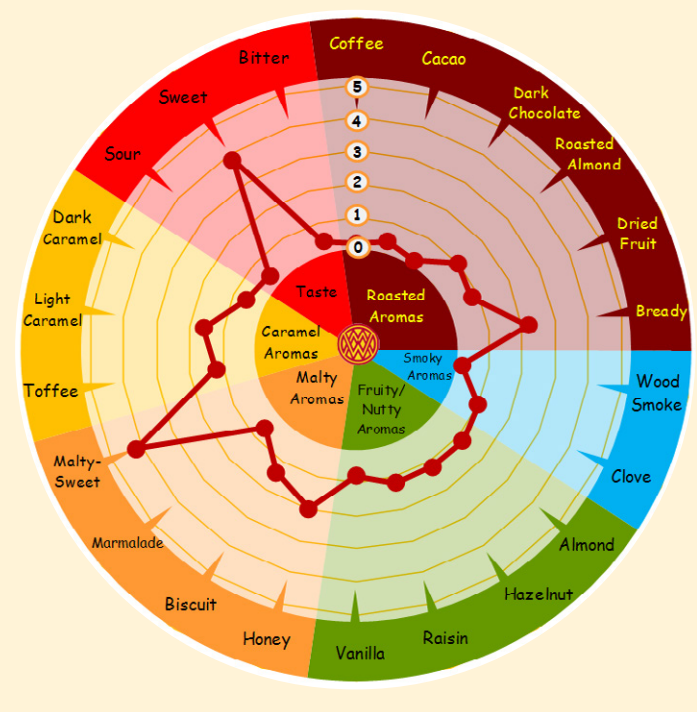 Coffee
Cacao
Dark
Chocolate
Roasted
Almond
Dried
Fruit
Bready
Wood
Smoke
Clove
Almond
Hazelnut
Raisin
Vanilla
Honey
Biscuit
Marmalade
Malty-
Sweet
Toffee
Light
Caramel
Dark
Caramel
Sour
Sweet
Bitter
5
4
3
2
1
0
Taste
Roasted
Aromas
Caramel
Aromas
Smoky
Aromas
Malty
Aromas
Fruity/
Nutty
Aromas